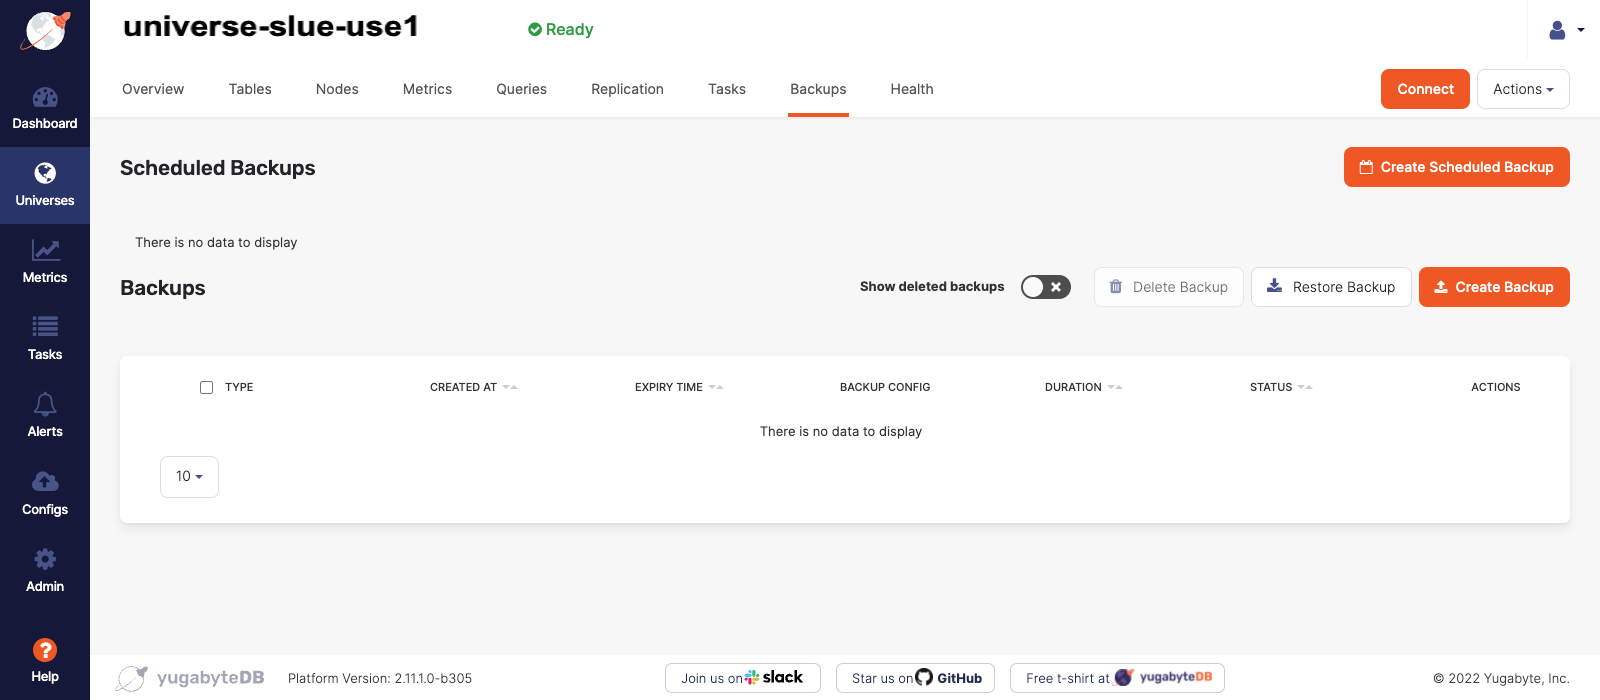 universe-slue-use1
Ready
Overview Tables Nodes Metrics Queries Replication Tasks Backups Health
Connect
Actions
Dashboard
Universes
Metrics
Tasks
Alerts
Configs
Admin
Help
Scheduled Backups
Create Scheduled Backup
There is no data to display
Backups
Show deleted backups
Delete Backup
Restore Backup
Create Backup
TYPE CREATED AT EXPIRY TIME BACKUP CONFIG DURATION STATUS ACTIONS
There is no data to display
10
yugabyteDB
Platform Version: 2.11.1.0-b305
Join us on slack
Star us on GitHub
Free t-shirt at yugabyteDB
© 2022 Yugabyte, Inc.